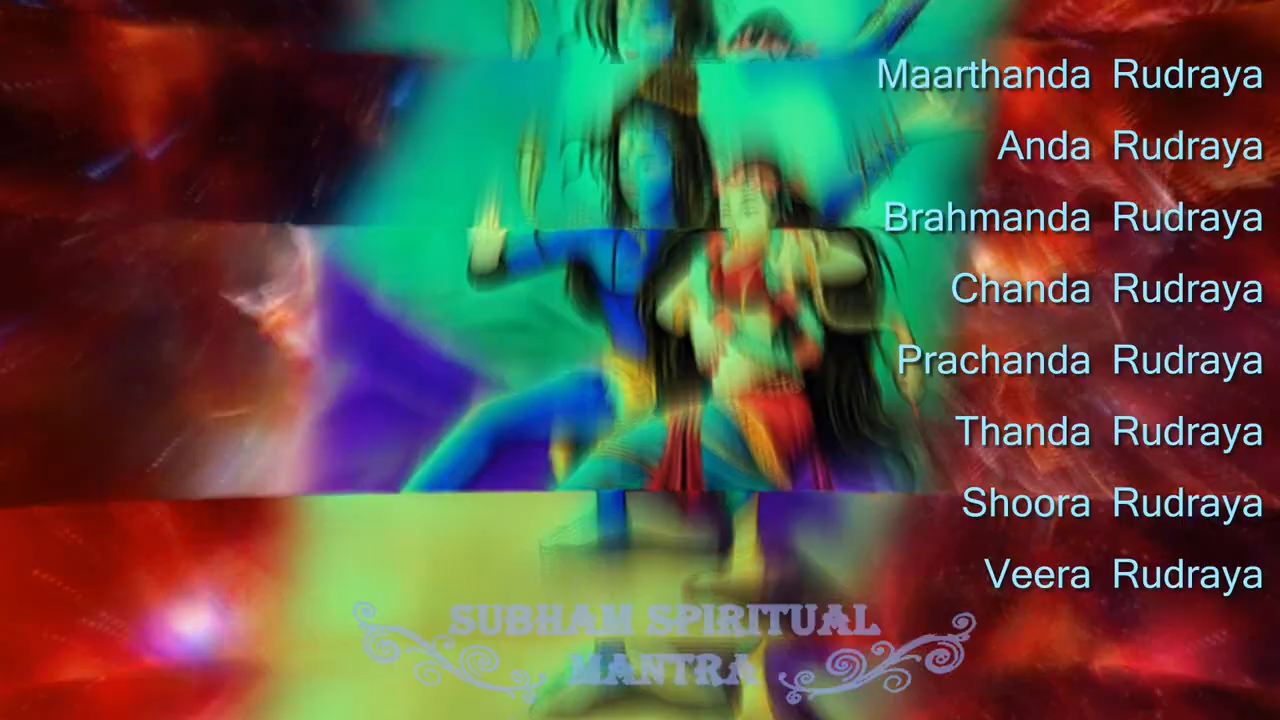 Maarthanda Rudraya
Anda Rudraya
Brahmanda Rudraya
Chanda Rudraya
Prachanda Rudraya
Thanda Rudraya
Shoora Rudraya
Veera Rudraya
SUBHAM SPIRITUAL
MANTRA